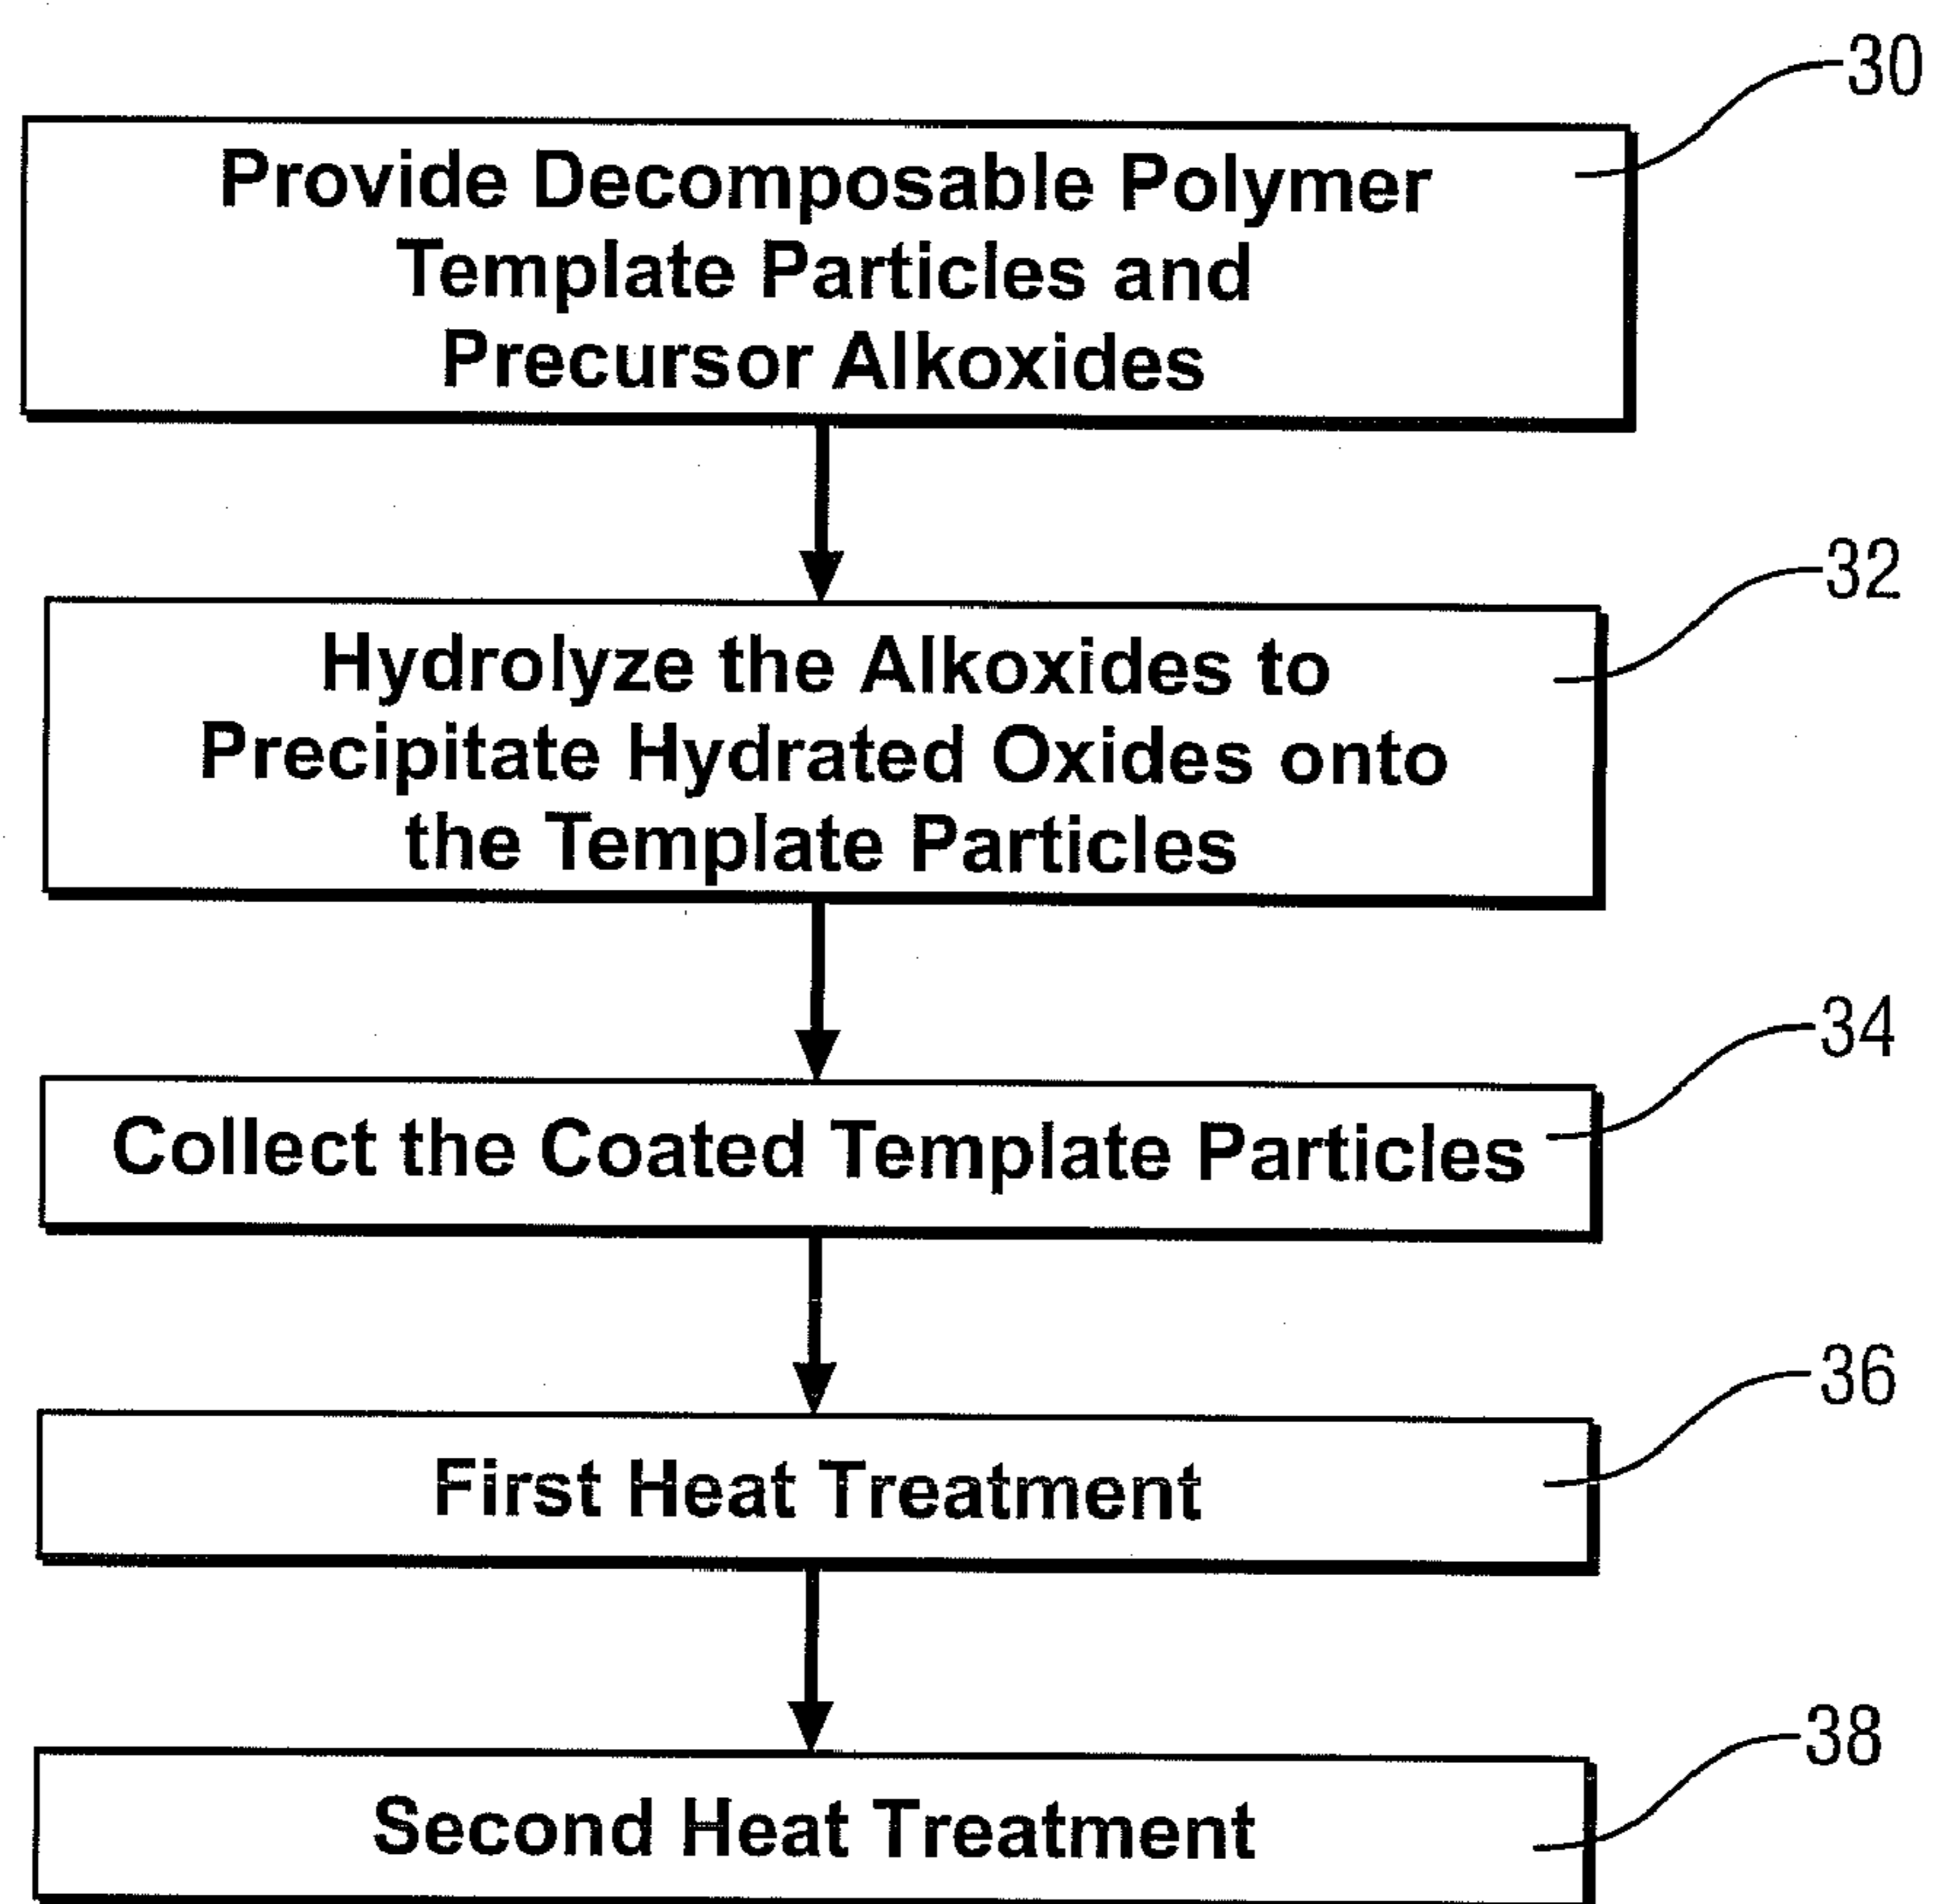 30
Provide Decomposable Polymer
Template Particles and
Precursor Alkoxides
32
Hydrolyze the Alkoxides to
Precipitate Hydrated Oxides onto
the Template Particles
34
Collect the Coated Template Particles
36
First Heat Treatment
38
Second Heat Treatment